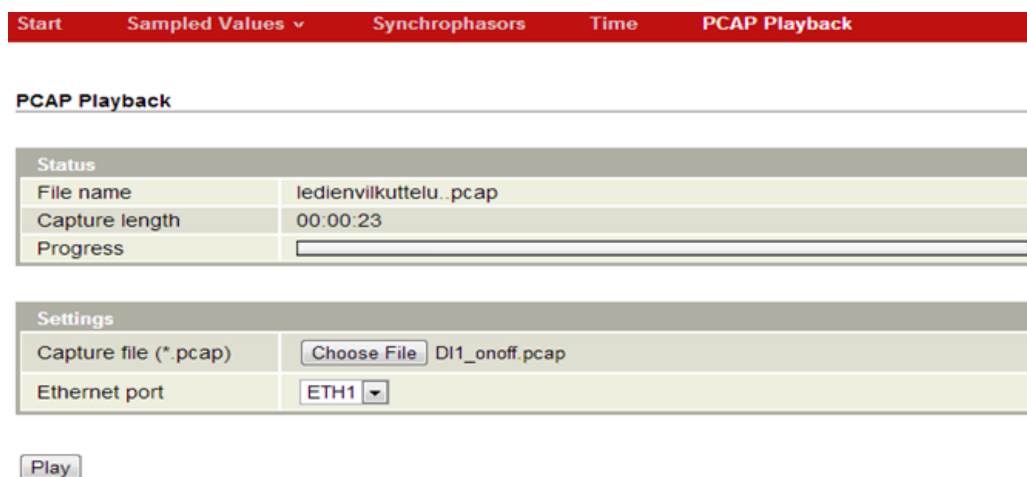 Start Sampled Values Synchrophasors Time PCAP Playback
PCAP Playback
Status
File name ledienvilkuttelu..pcap
Capture length 00:00:23
Progress
Settings
Capture file (*.pcap) Choose File DI1_onoff.pcap
Ethernet port ETH1
Play